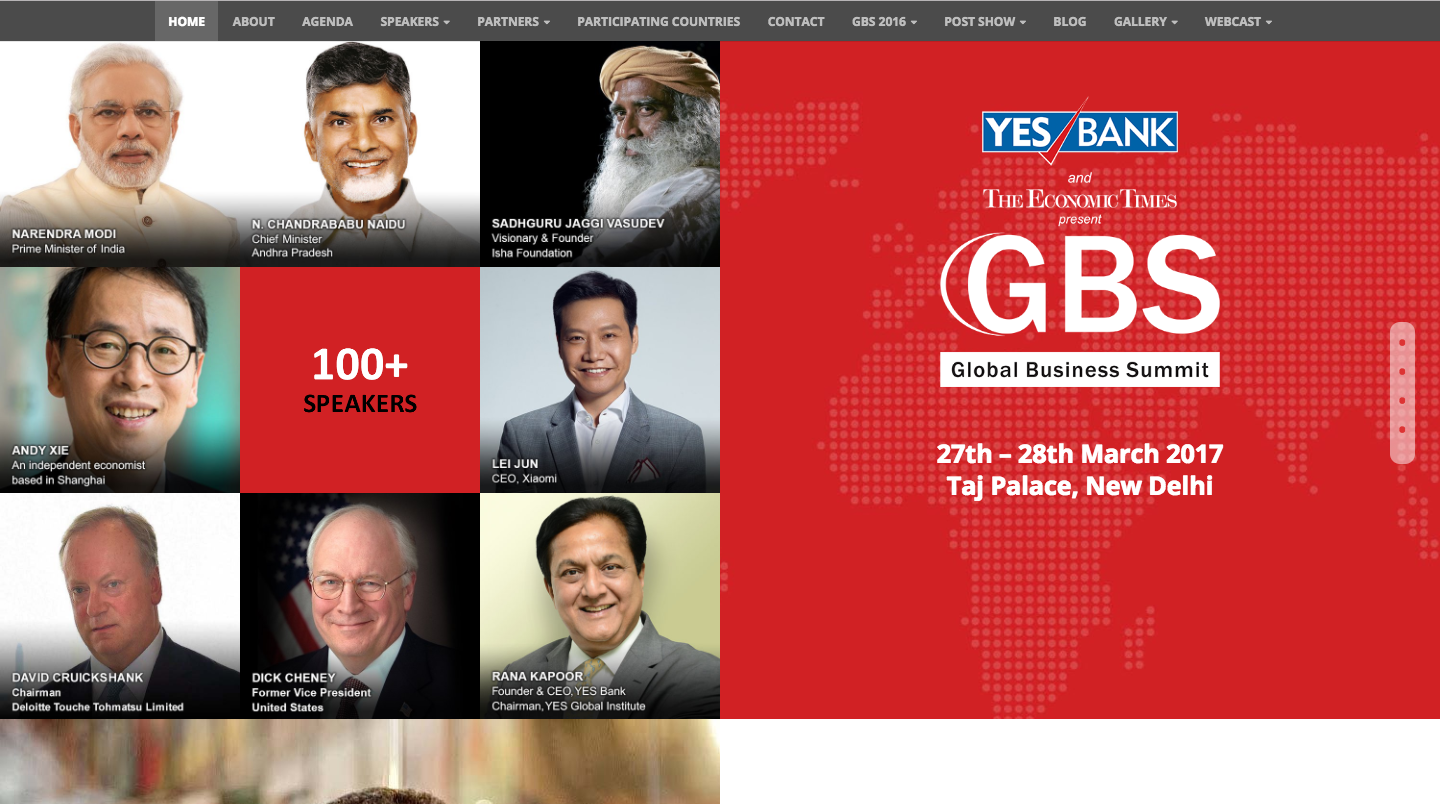 HOME ABOUT AGENDA SPEAKERS PARTNERS PARTICIPATING COUNTRIES CONTACT GBS 2016 POST SHOW BLOG GALLERY WEBCAST
NARENDRA MODI
Prime Minister of India
N. CHANDRABABU NAIDU
Chief Minister
Andhra Pradesh
SADHGURU JAGGI VASUDEV
Visionary & Founder
Isha Foundation
ANDY XIE
An independent economist
based in Shanghai
100+
SPEAKERS
LEI JUN
CEO, Xiaomi
DAVID CRUICKSHANK
Chairman
Deloitte Touche Tohmatsu Limited
DICK CHENEY
Former Vice President
United States
RANA KAPOOR
Founder & CEO, YES Bank
Chairman, YES Global Institute
YES BANK
and
THE ECONOMIC TIMES
present
GBS
Global Business Summit
27th – 28th March 2017
Taj Palace, New Delhi